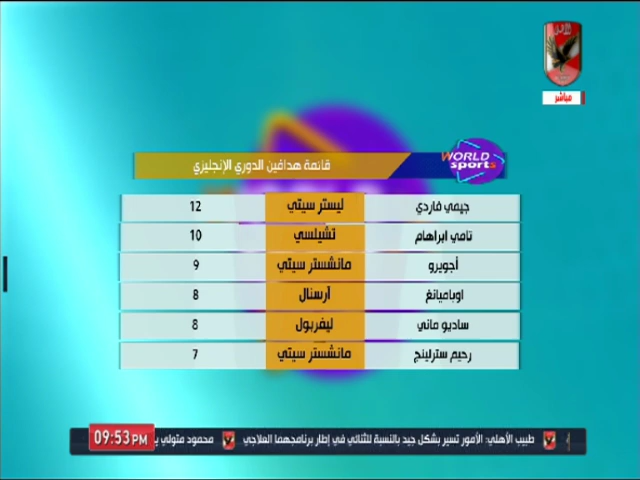 الأهلي
مباشر
WORLD
sports
قائمة هدافين الدوري الإنجليزي
جيمي فاردي ليستر سيتي 12
تامي ابراهام تشيلسي 10
أجويرو مانشستر سيتي 9
اوباميانغ آرسنال 8
ساديو ماني ليفربول 8
رحيم سترلينج مانشستر سيتي 7
طبيب الأهلي: الأمور تسير بشكل جيد بالنسبة للثنائي في إطار برنامجهما العلاجي
محمود متولي
09:53 PM